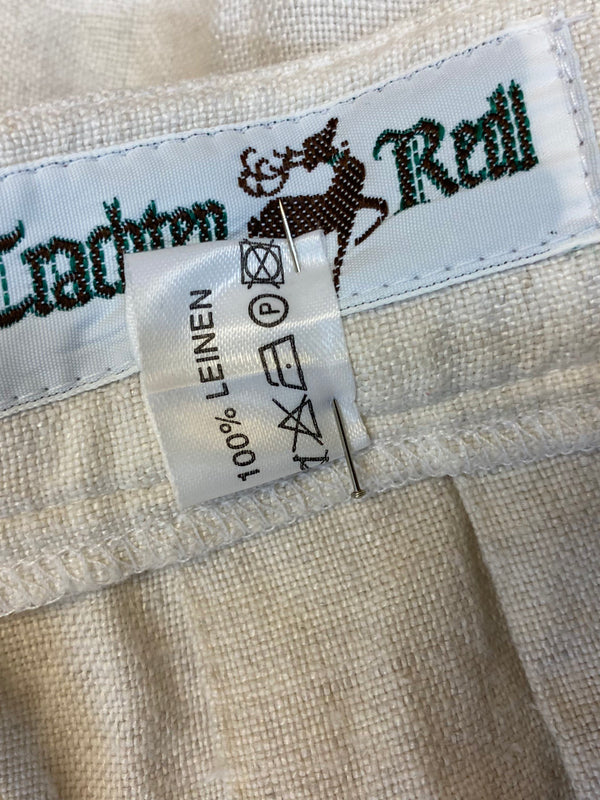 Trachten Redl
100% LEINEN
P